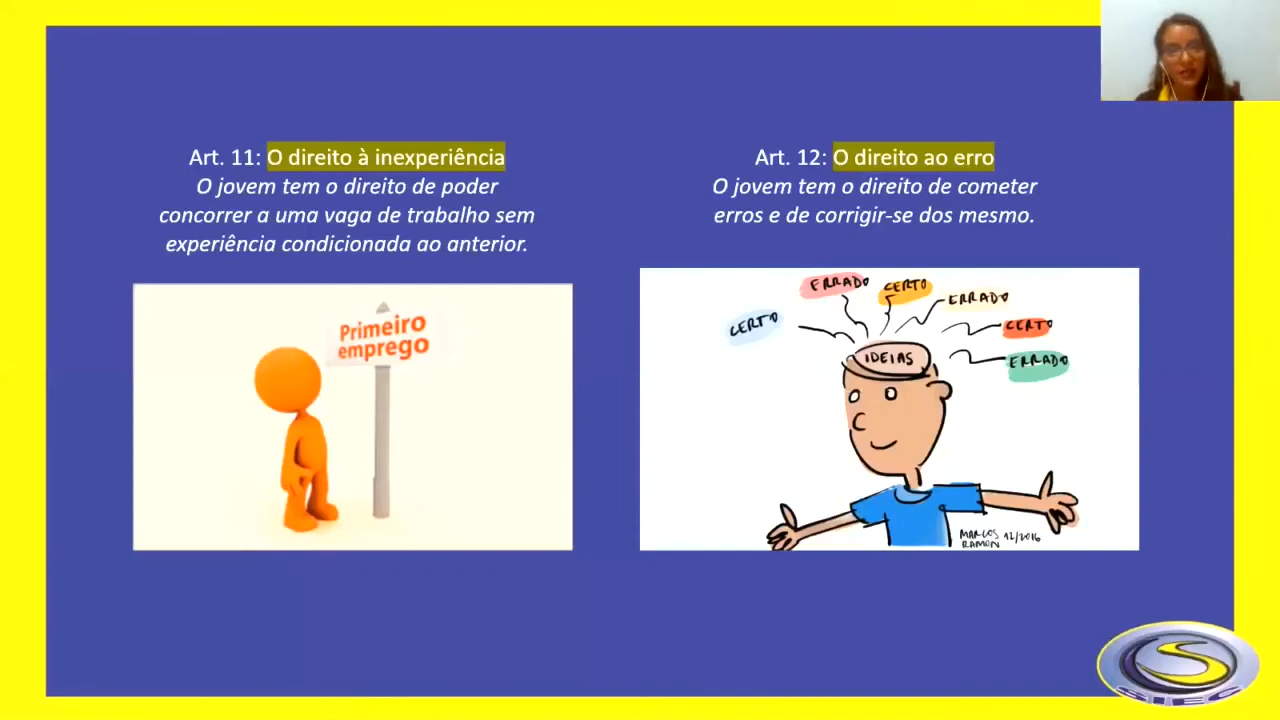 Art. 11: O direito à inexperiência
O jovem tem o direito de poder
concorrer a uma vaga de trabalho sem
experiência condicionada ao anterior.
Primeiro
emprego
Art. 12: O direito ao erro
O jovem tem o direito de cometer
erros e de corrigir-se dos mesmo.
ERRADO
CERTO
ERRADO
CERTO
CERTO
ERRADO
IDEIAS
MARCOS 12/2016
RAMON
SIEC